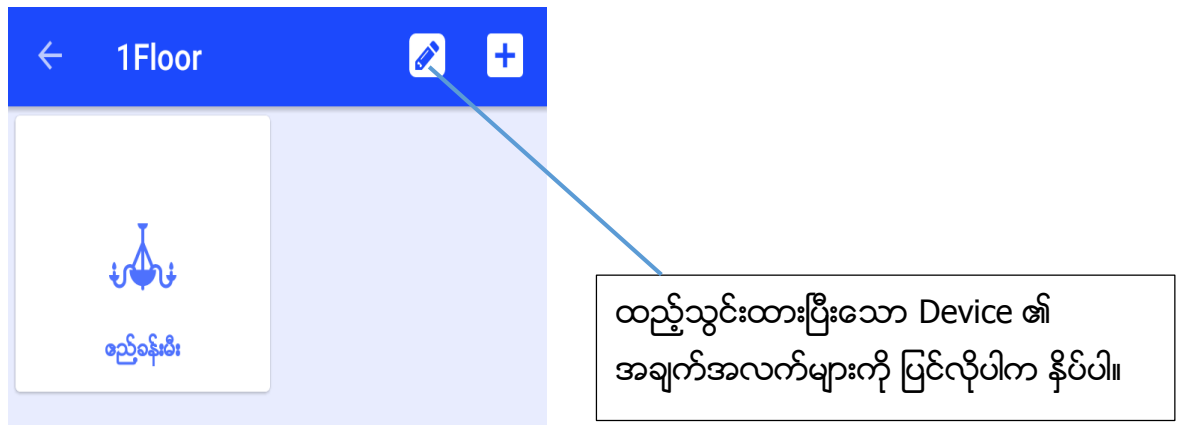 1Floor
ဧည့်ခန်းမီး
ထည့်သွင်းထားပြီးသော Device ၏
အချက်အလက်များကို ပြင်လိုပါက နှိပ်ပါ။